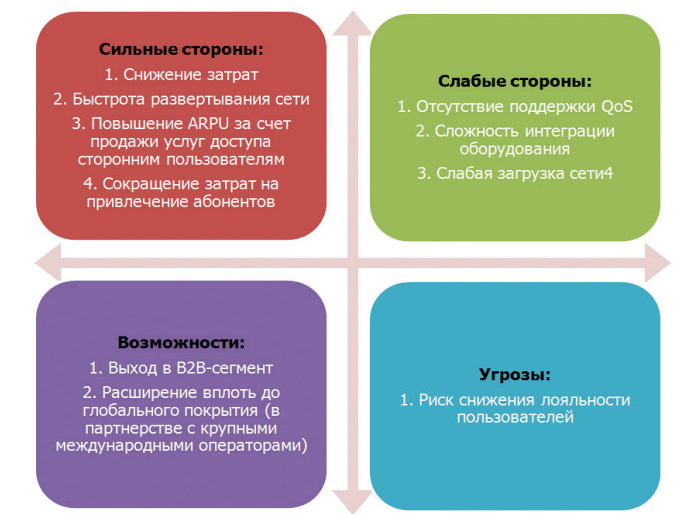 Сильные стороны:
1. Снижение затрат
2. Быстрота развертывания сети
3. Повышение ARPU за счет
продажи услуг доступа
сторонним пользователям
4. Сокращение затрат на
привлечение абонентов
Слабые стороны:
1. Отсутствие поддержки QoS
2. Сложность интеграции
оборудования
3. Слабая загрузка сети4
Возможности:
1. Выход в B2B-сегмент
2. Расширение вплоть до
глобального покрытия (в
партнерстве с крупными
международными операторами)
Угрозы:
1. Риск снижения лояльности
пользователей